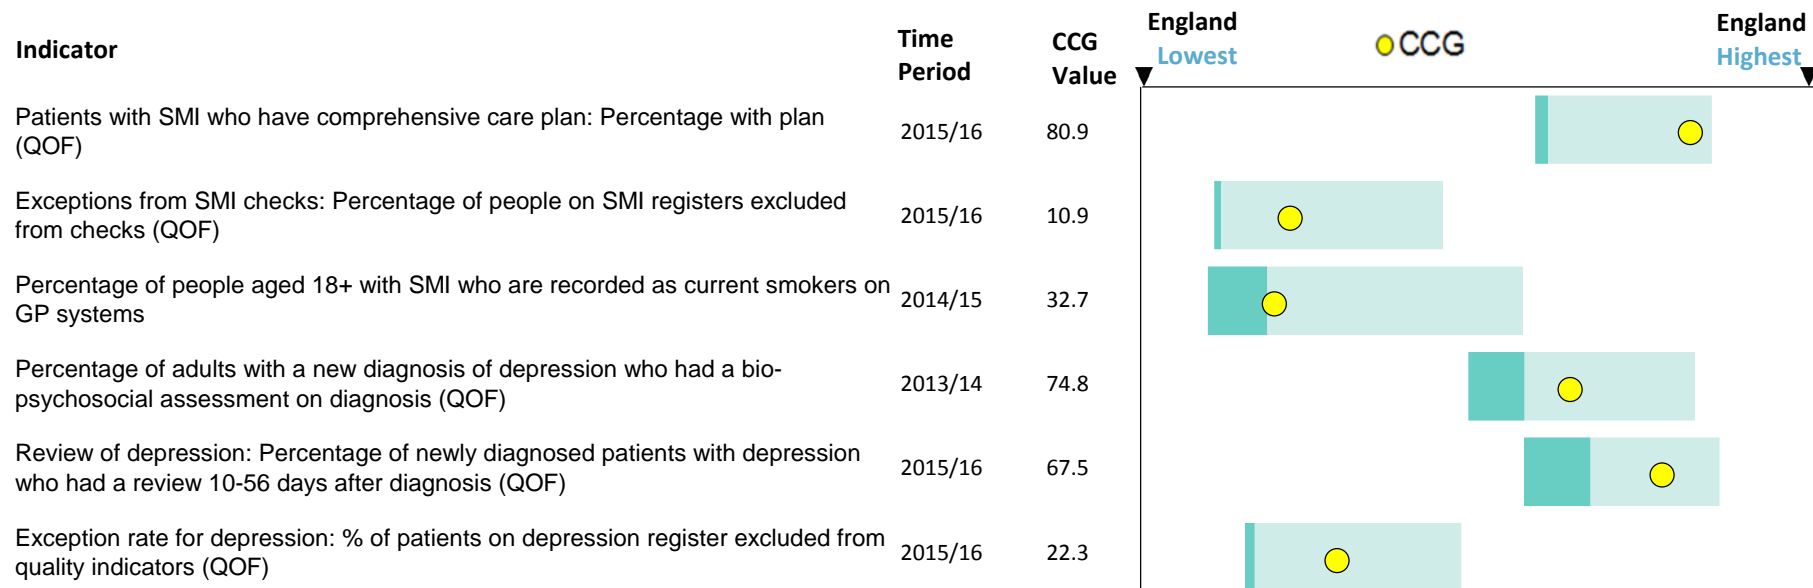 Indicator
Time
Period
CCG
Value
England
Lowest
CCG
England
Highest
Patients with SMI who have comprehensive care plan: Percentage with plan
(QOF)
2015/16
80.9
Exceptions from SMI checks: Percentage of people on SMI registers excluded
from checks (QOF)
2015/16
10.9
Percentage of people aged 18+ with SMI who are recorded as current smokers on
GP systems
2014/15
32.7
Percentage of adults with a new diagnosis of depression who had a bio-
psychosocial assessment on diagnosis (QOF)
2013/14
74.8
Review of depression: Percentage of newly diagnosed patients with depression
who had a review 10-56 days after diagnosis (QOF)
2015/16
67.5
Exception rate for depression: % of patients on depression register excluded from
quality indicators (QOF)
2015/16
22.3